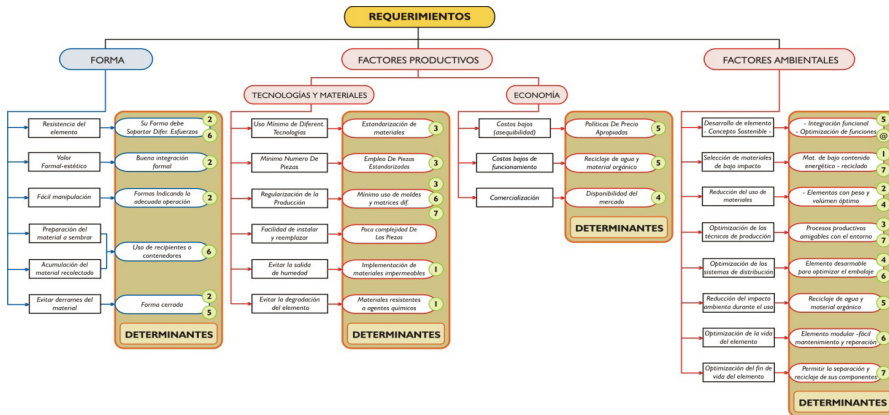 REQUERIMIENTOS
FORMA
FACTORES PRODUCTIVOS
FACTORES AMBIENTALES
TECNOLOGÍAS Y MATERIALES
ECONOMÍA
Resistencia del
elemento
Su Forma debe
Soportar Difer. Esfuerzos
2
6
Valor
Formal-estético
Buena integración
formal
2
Fácil manipulación
Formas Indicando la
adecuada operación
2
Preparación del
material a sembrar
Acumulación del
material recolectado
Uso de recipientes o
contenedores
6
Evitar derrames del
material
Forma cerrada
2
5
DETERMINANTES
Uso Mínimo de Diferent.
Tecnologías
Estandarización de
materiales
3
Mínimo Numero De
Piezas
Empleo De Piezas
Estandarizadas
3
Regularización de la
Producción
Mínimo uso de moldes
y matrices dif.
3
6
7
Facilidad de instalar
y reemplazar
Poca complejidad De
Las Piezas
Evitar la salida
de humedad
Implementación de
materiales impermeables
1
Evitar la degradación
del elemento
Materiales resistentes
a agentes químicos
1
DETERMINANTES
Costos bajos
(asequibilidad)
Políticas De Precio
Apropiadas
5
Costos bajos de
funcionamiento
Reciclaje de agua y
material orgánico
5
Comercialización
Disponibilidad del
mercado
4
DETERMINANTES
Desarrollo de elemento
- Concepto Sostenible -
- Integración funcional
- Optimización de funciones
5
@
Selección de materiales
de bajo impacto
Mat. de bajo contenido
energético - reciclado
1
7
Reducción del uso de
materiales
- Elementos con peso y
volúmen óptimo
2
4
Optimización de las
técnicas de producción
Procesos productivos
amigables con el entorno
3
7
Optimización de los
sistemas de distribución
Elemento desarmable
para optimizar el embalaje
4
6
Reducción del impacto
ambienta durante el uso
Reciclaje de agua y
material orgánico
5
Optimización de la vida
del elemento
Elemento modular -fácil
mantenimiento y reparación
6
Optimización del fin de
vida del elemento
Permitir la separación y
reciclaje de sus componentes
7
DETERMINANTES